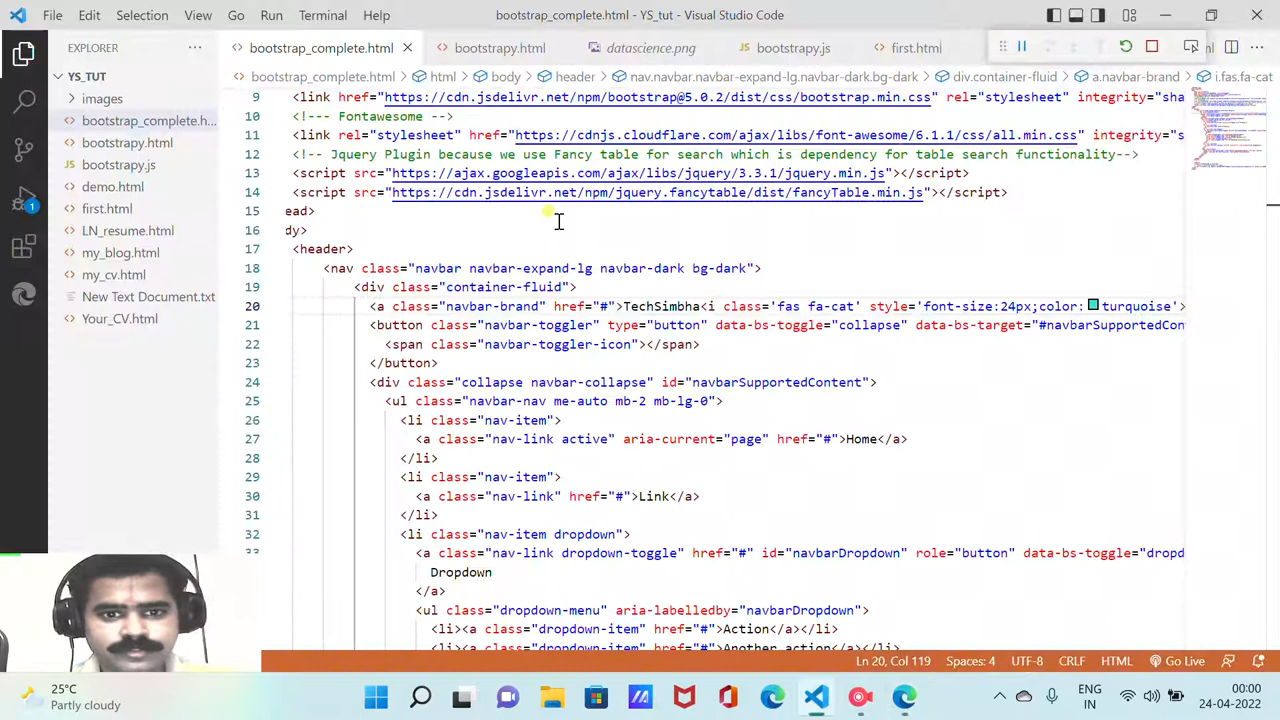 File Edit Selection View Go Run Terminal Help
bootstrap_complete.html - YS_tut - Visual Studio Code
EXPLORER
bootstrap_complete.html
bootstrapy.html
datascience.png
bootstrapy.js
first.html
YS_TUT
images
bootstrap_complete.h...
bootstrapy.html
bootstrapy.js
demo.html
first.html
LN_resume.html
my_blog.html
my_cv.html
New Text Document.txt
Your_CV.html
1
bootstrap_complete.html > html > body > header > nav.navbar.navbar-expand-lg.navbar-dark.bg-dark > div.container-fluid > a.navbar-brand > i.fas.fa-cat
9 <link href="https://cdn.jsdelivr.net/npm/bootstrap@5.0.2/dist/css/bootstrap.min.css" rel="stylesheet" integrity="sha
10 <!--- Fontawesome --
11 <link rel="stylesheet" href="https://cdnjs.cloudflare.com/ajax/libs/font-awesome/6.1.1/css/all.min.css" integrity="s
12 <!-- Jquery Plugin because we use fancy table for search which is dependency for table search functionality-->
13 <script src="https://ajax.googleapis.com/ajax/libs/jquery/3.3.1/jquery.min.js"></script>
14 <script src="https://cdn.jsdelivr.net/npm/jquery.fancytable/dist/fancyTable.min.js"></script>
15 ead>
16 dy>
17 <header>
18 <nav class="navbar navbar-expand-lg navbar-dark bg-dark">
19 <div class="container-fluid">
20 <a class="navbar-brand" href="#">TechSimbha<i class='fas fa-cat' style='font-size:24px;color:turquoise'>
21 <button class="navbar-toggler" type="button" data-bs-toggle="collapse" data-bs-target="#navbarSupportedCon
22 <span class="navbar-toggler-icon"></span>
23 </button>
24 <div class="collapse navbar-collapse" id="navbarSupportedContent">
25 <ul class="navbar-nav me-auto mb-2 mb-lg-0">
26 <li class="nav-item">
27 <a class="nav-link active" aria-current="page" href="#">Home</a>
28 </li>
29 <li class="nav-item">
30 <a class="nav-link" href="#">Link</a>
31 </li>
32 <li class="nav-item dropdown">
33 <a class="nav-link dropdown-toggle" href="#" id="navbarDropdown" role="button" data-bs-toggle="dropd
Dropdown
</a>
<ul class="dropdown-menu" aria-labelledby="navbarDropdown">
<li><a class="dropdown-item" href="#">Action</a></li>
<li><a class="dropdown-item" href="#">Another action</a></li>
Ln 20, Col 119 Spaces: 4 UTF-8 CRLF HTML Go Live
25°C
Partly cloudy
ENG
IN
00:00
24-04-2022